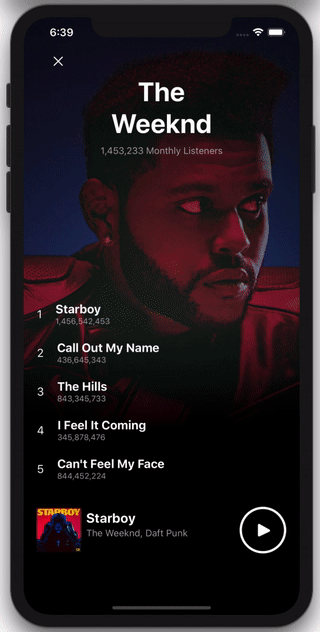 6:39
The
Weeknd
1,453,233 Monthly Listeners
1 Starboy
1,456,542,453
2 Call Out My Name
436,645,343
3 The Hills
843,345,733
4 I Feel It Coming
345,878,476
5 Can't Feel My Face
844,452,224
STARBOY
Starboy
The Weeknd, Daft Punk